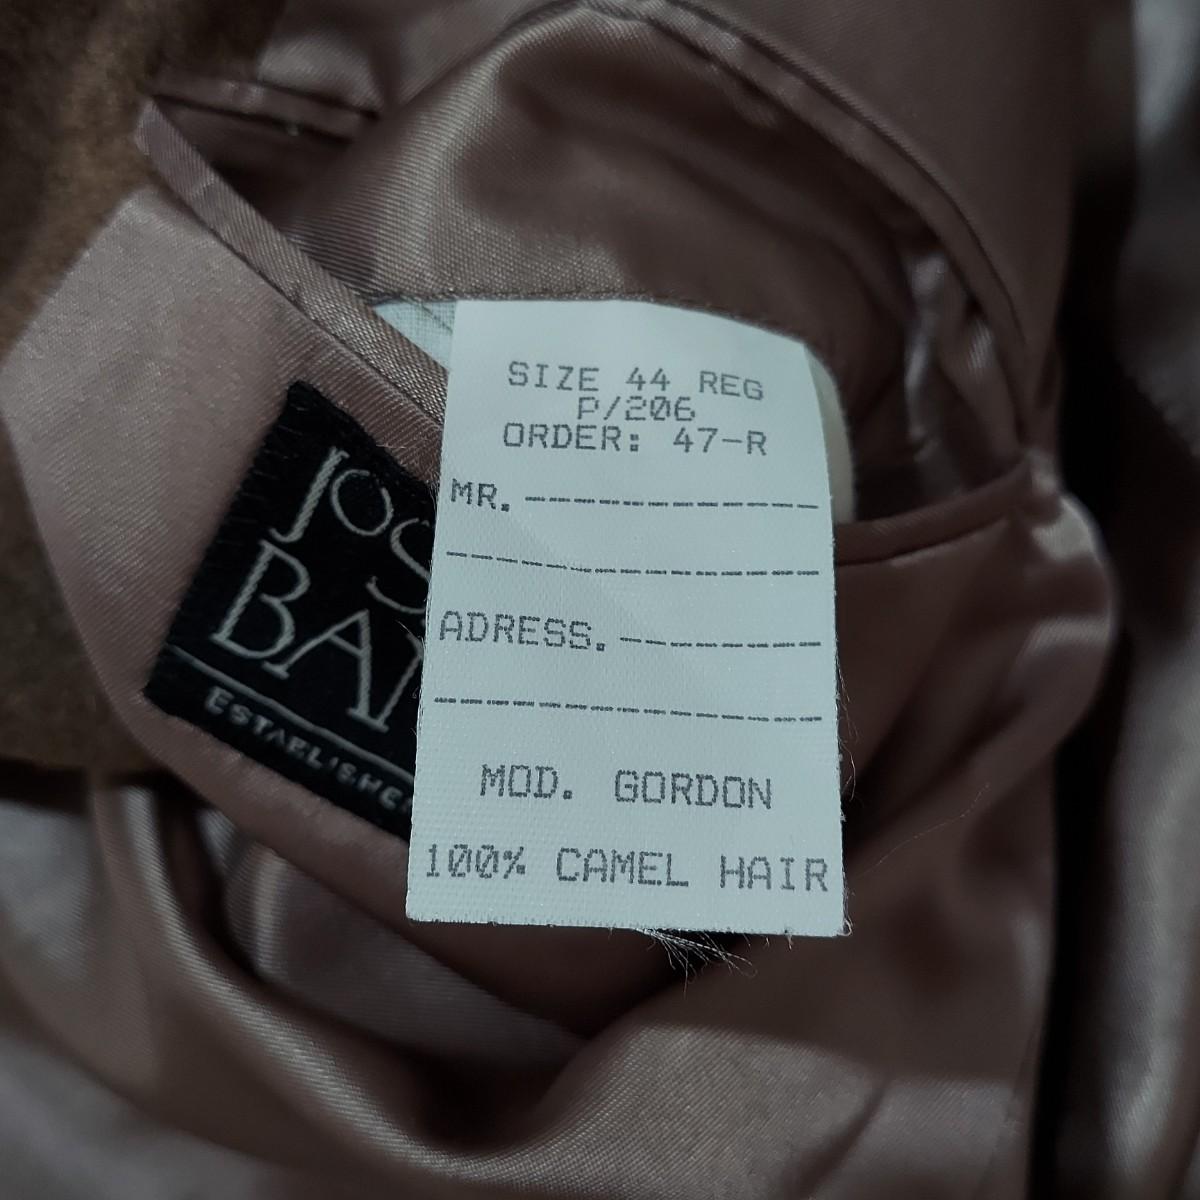 SIZE 44 REG
P/206
ORDER: 47-R
MR.
ADRESS.
MOD. GORDON
100% CAMEL HAIR
JOS
BA
ESTABLISHE